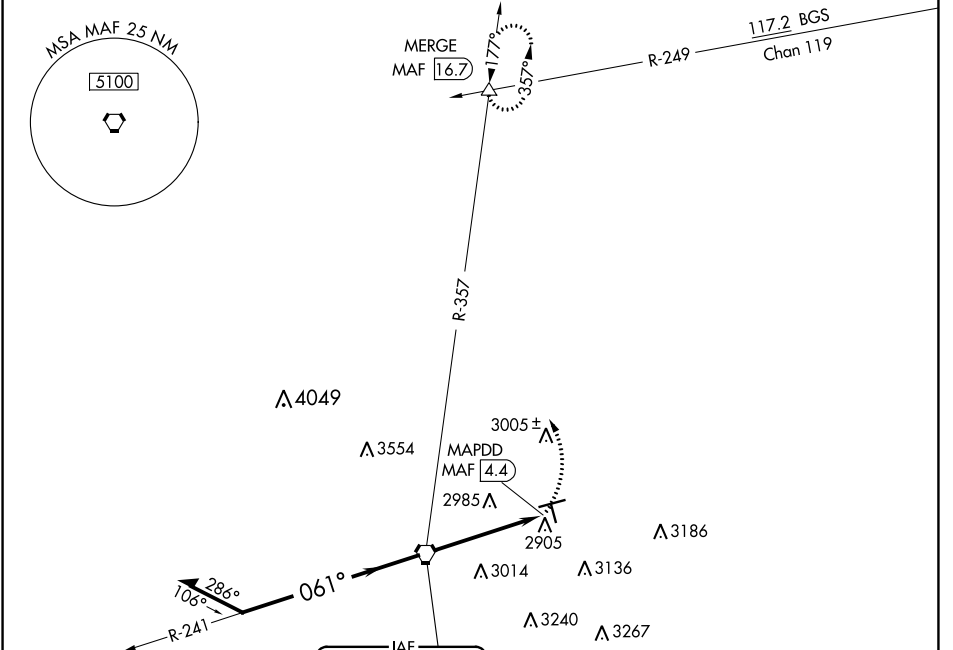 MSA MAF 25 NM
5100
MERGE
MAF 16.7
177°
357°
R-249
117.2 BGS
Chan 119
R-357
4049
3554
3005±
MAPDD
MAF 4.4
2985
2905
3186
3014
3136
3240
3267
061°
286°
106°
R-241
IAF